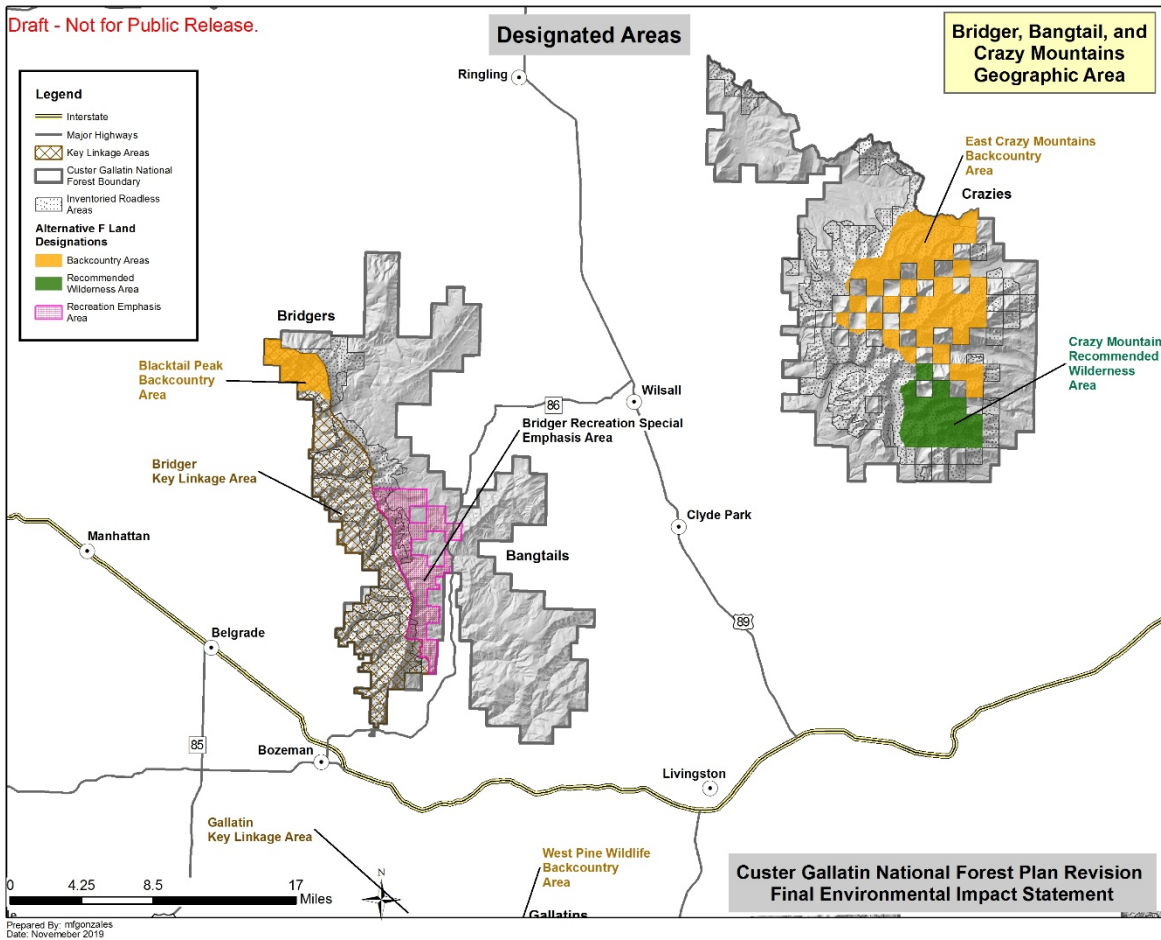 Draft - Not for Public Release.
Designated Areas
Bridger, Bangtail, and
Crazy Mountains
Geographic Area
Legend
Interstate
Major Highways
Key Linkage Areas
Custer Gallatin National
Forest Boundary
Inventoried Roadless
Areas
Alternative F Land
Designations
Backcountry Areas
Recommended
Wilderness Area
Recreation Emphasis
Area
Ringling
East Crazy Mountains
Backcountry
Area
Crazies
Bridgers
Blacktail Peak
Backcountry
Area
Crazy Mountain
Recommended
Wilderness
Area
86
Wilsall
Bridger Recreation Special
Emphasis Area
Bridger
Key Linkage Area
Manhattan
Clyde Park
Bangtails
89
Belgrade
85
Bozeman
Livingston
Gallatin
Key Linkage Area
West Pine Wildlife
Backcountry
Area
Gallatins
Custer Gallatin National Forest Plan Revision
Final Environmental Impact Statement
0 4.25 8.5 17
Miles
N
Prepared By: mfgonzales
Date: Novemeber 2019